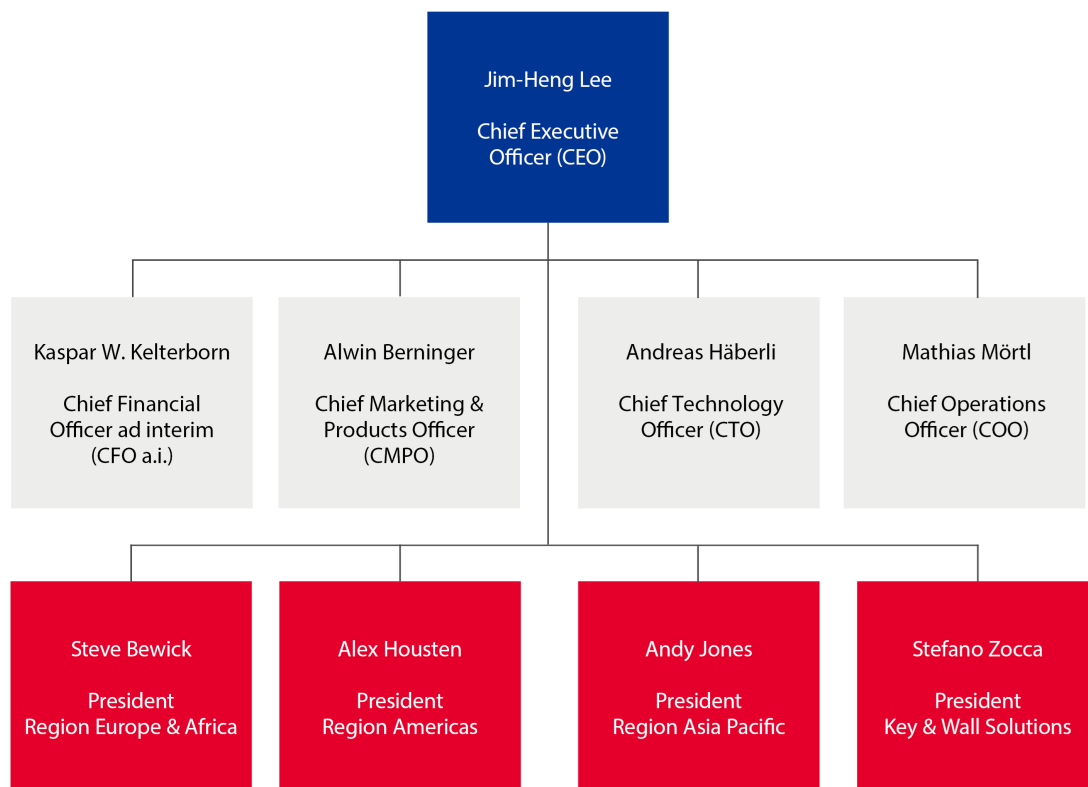 Jim-Heng Lee
Chief Executive
Officer (CEO)
Kaspar W. Kelterborn
Chief Financial
Officer ad interim
(CFO a.i.)
Alwin Berninger
Chief Marketing &
Products Officer
(CMPO)
Andreas Häberli
Chief Technology
Officer (CTO)
Mathias Mörtl
Chief Operations
Officer (COO)
Steve Bewick
President
Region Europe & Africa
Alex Housten
President
Region Americas
Andy Jones
President
Region Asia Pacific
Stefano Zocca
President
Key & Wall Solutions